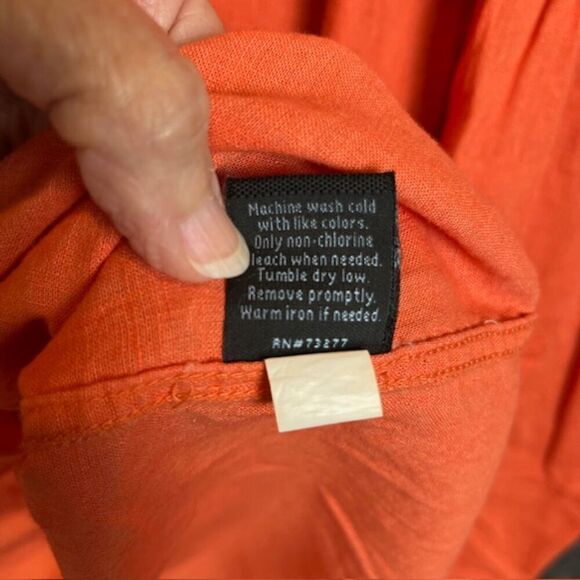 Machine wash cold
with like colors.
Only non-chlorine
leach when needed.
Tumble dry low.
Remove promptly.
Warm iron if needed.
RN#73277